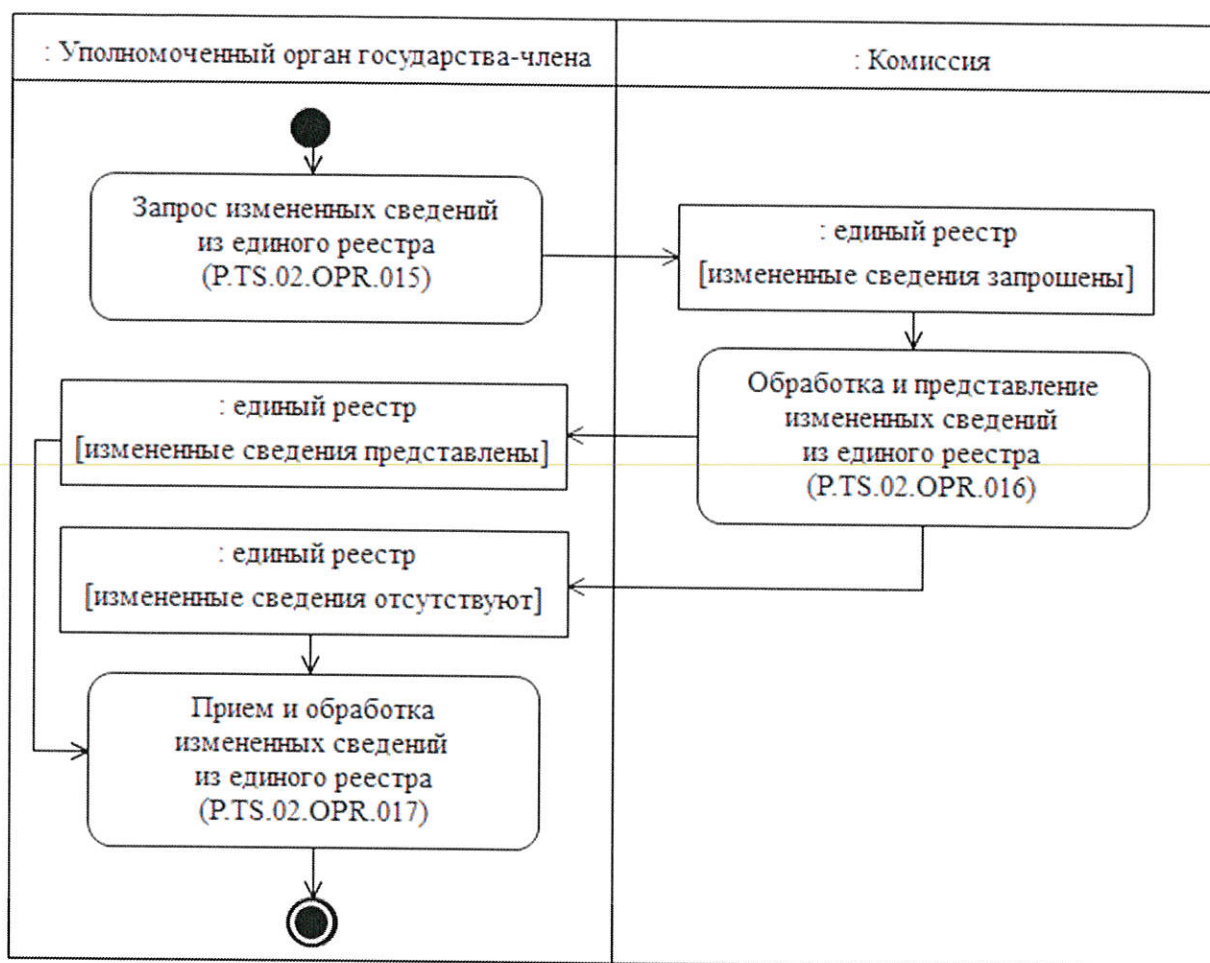 : Уполномоченный орган государства-члена
: Комиссия
Запрос измененных сведений
из единого реестра
(P.TS.02.OPR.015)
: единый реестр
[измененные сведения запрошены]
Обработка и представление
измененных сведений
из единого реестра
(P.TS.02.OPR.016)
: единый реестр
[измененные сведения представлены]
: единый реестр
[измененные сведения отсутствуют]
Прием и обработка
измененных сведений
из единого реестра
(P.TS.02.OPR.017)